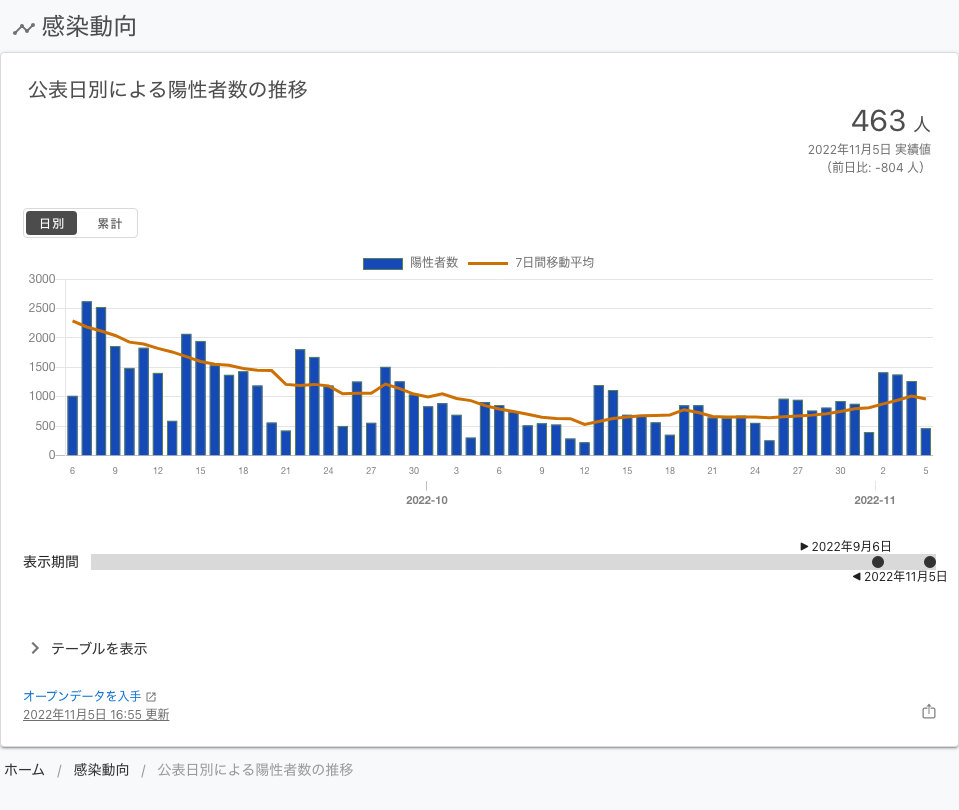 感染動向
公表日別による陽性者数の推移
463 人
2022年11月5日 実績値
（前日比: -804 人）
日別 累計
陽性者数 7日間移動平均
3000
2500
2000
1500
1000
500
0
6 9 12 15 18 21 24 27 30 3 6 9 12 15 18 21 24 27 30 2 5
2022-10 2022-11
2022年9月6日
表示期間
2022年11月5日
テーブルを表示
オープンデータを入手
2022年11月5日 16:55 更新
ホーム / 感染動向 / 公表日別による陽性者数の推移